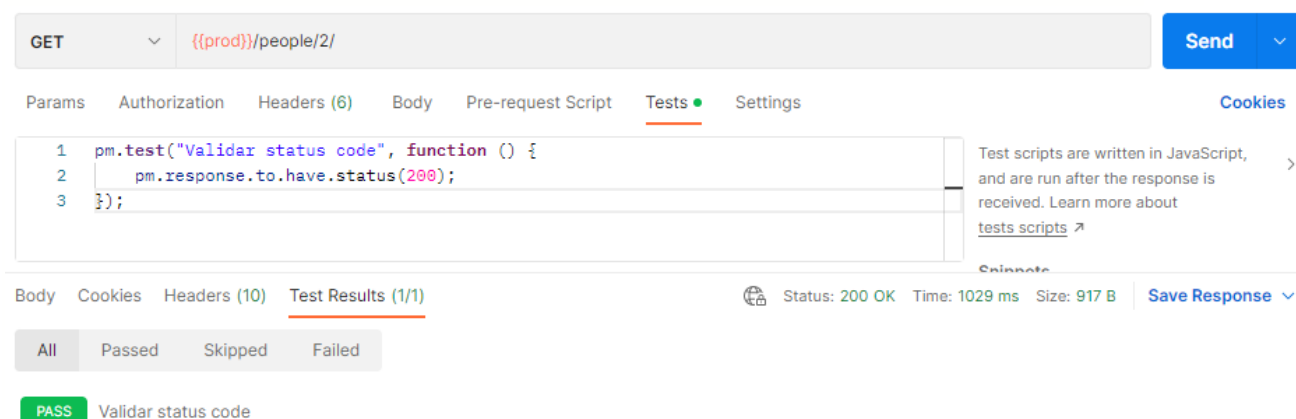 GET {{prod}}/people/2/ Send
Params Authorization Headers (6) Body Pre-request Script Tests Settings Cookies
1 pm.test("Validar status code", function () {
2 pm.response.to.have.status(200);
3 });
Test scripts are written in JavaScript,
and are run after the response is
received. Learn more about
tests scripts ↗
Snippets
Body Cookies Headers (10) Test Results (1/1) Status: 200 OK Time: 1029 ms Size: 917 B Save Response
All Passed Skipped Failed
PASS Validar status code